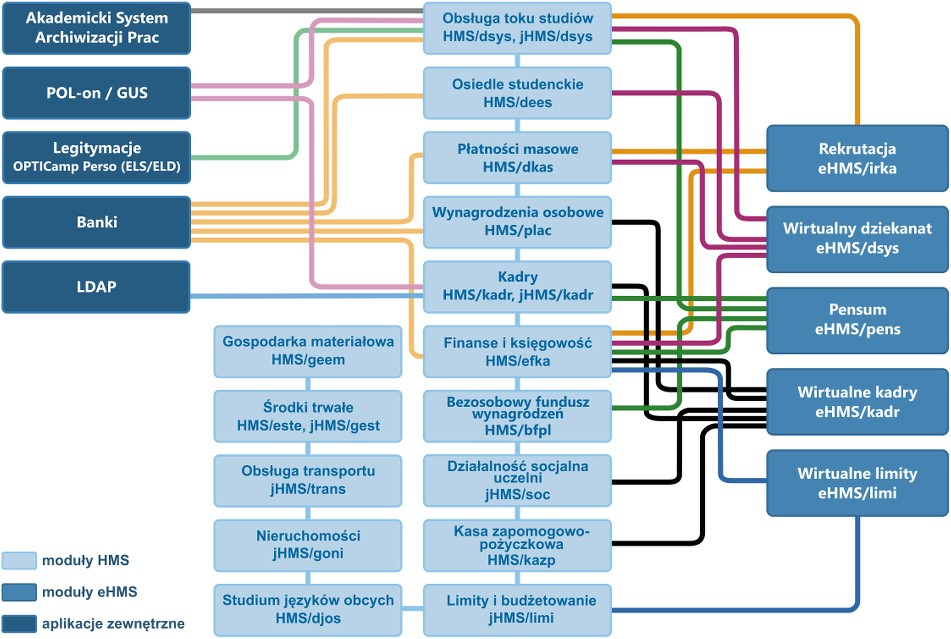 Akademicki System
Archiwizacji Prac
POL-on / GUS
Legitymacje
OPTICamp Perso (ELS/ELD)
Banki
LDAP
Obsługa toku studiów
HMS/dsys, jHMS/dsys
Osiedle studenckie
HMS/dees
Płatności masowe
HMS/dkas
Wynagrodzenia osobowe
HMS/plac
Kadry
HMS/kadr, jHMS/kadr
Finanse i księgowość
HMS/efka
Bezosobowy fundusz
wynagrodzeń
HMS/bfpl
Działalność socjalna
uczelni
jHMS/soc
Kasa zapomogowo-
pożyczkowa
HMS/kazp
Limity i budżetowanie
jHMS/limi
Gospodarka materiałowa
HMS/geem
Środki trwałe
HMS/este, jHMS/gest
Obsługa transportu
jHMS/trans
Nieruchomości
jHMS/goni
Studium języków obcych
HMS/djos
Rekrutacja
eHMS/irka
Wirtualny dziekanat
eHMS/dsys
Pensum
eHMS/pens
Wirtualne kadry
eHMS/kadr
Wirtualne limity
eHMS/limi
moduły HMS
moduły eHMS
aplikacje zewnętrzne